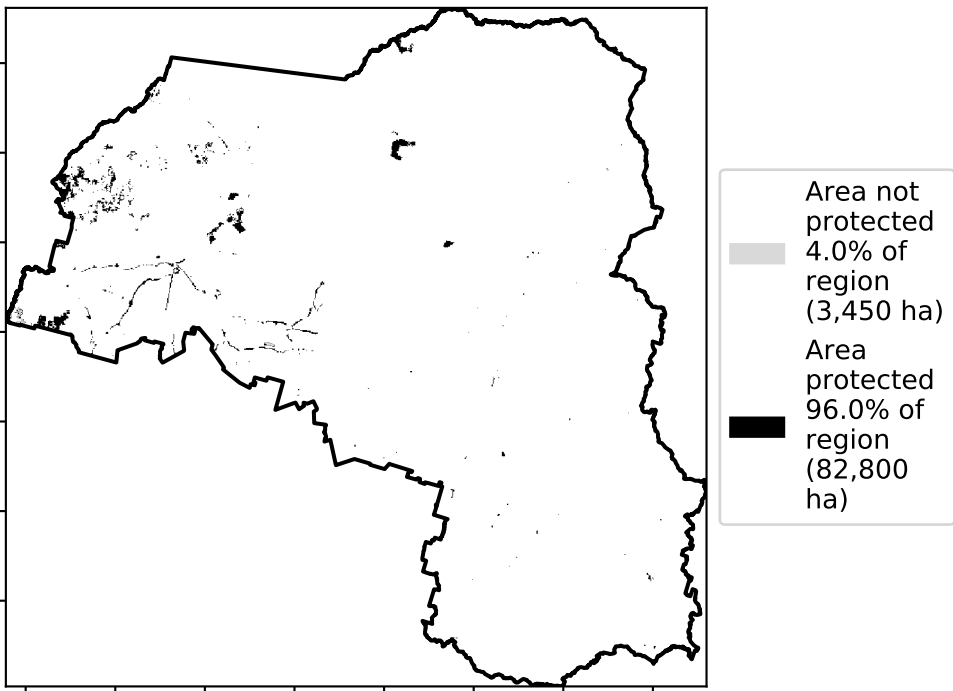 Area not
protected
4.0% of
region
(3,450 ha)
Area
protected
96.0% of
region
(82,800
ha)